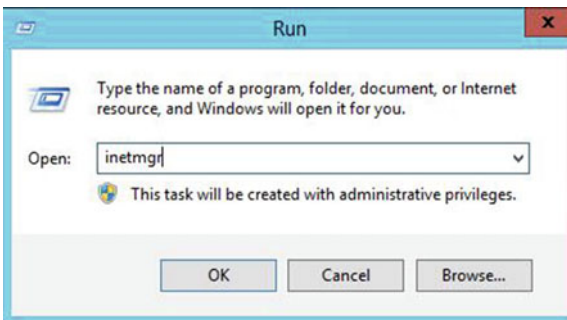 Run
x
Type the name of a program, folder, document, or Internet
resource, and Windows will open it for you.
Open: inetmgr
This task will be created with administrative privileges.
OK Cancel Browse...